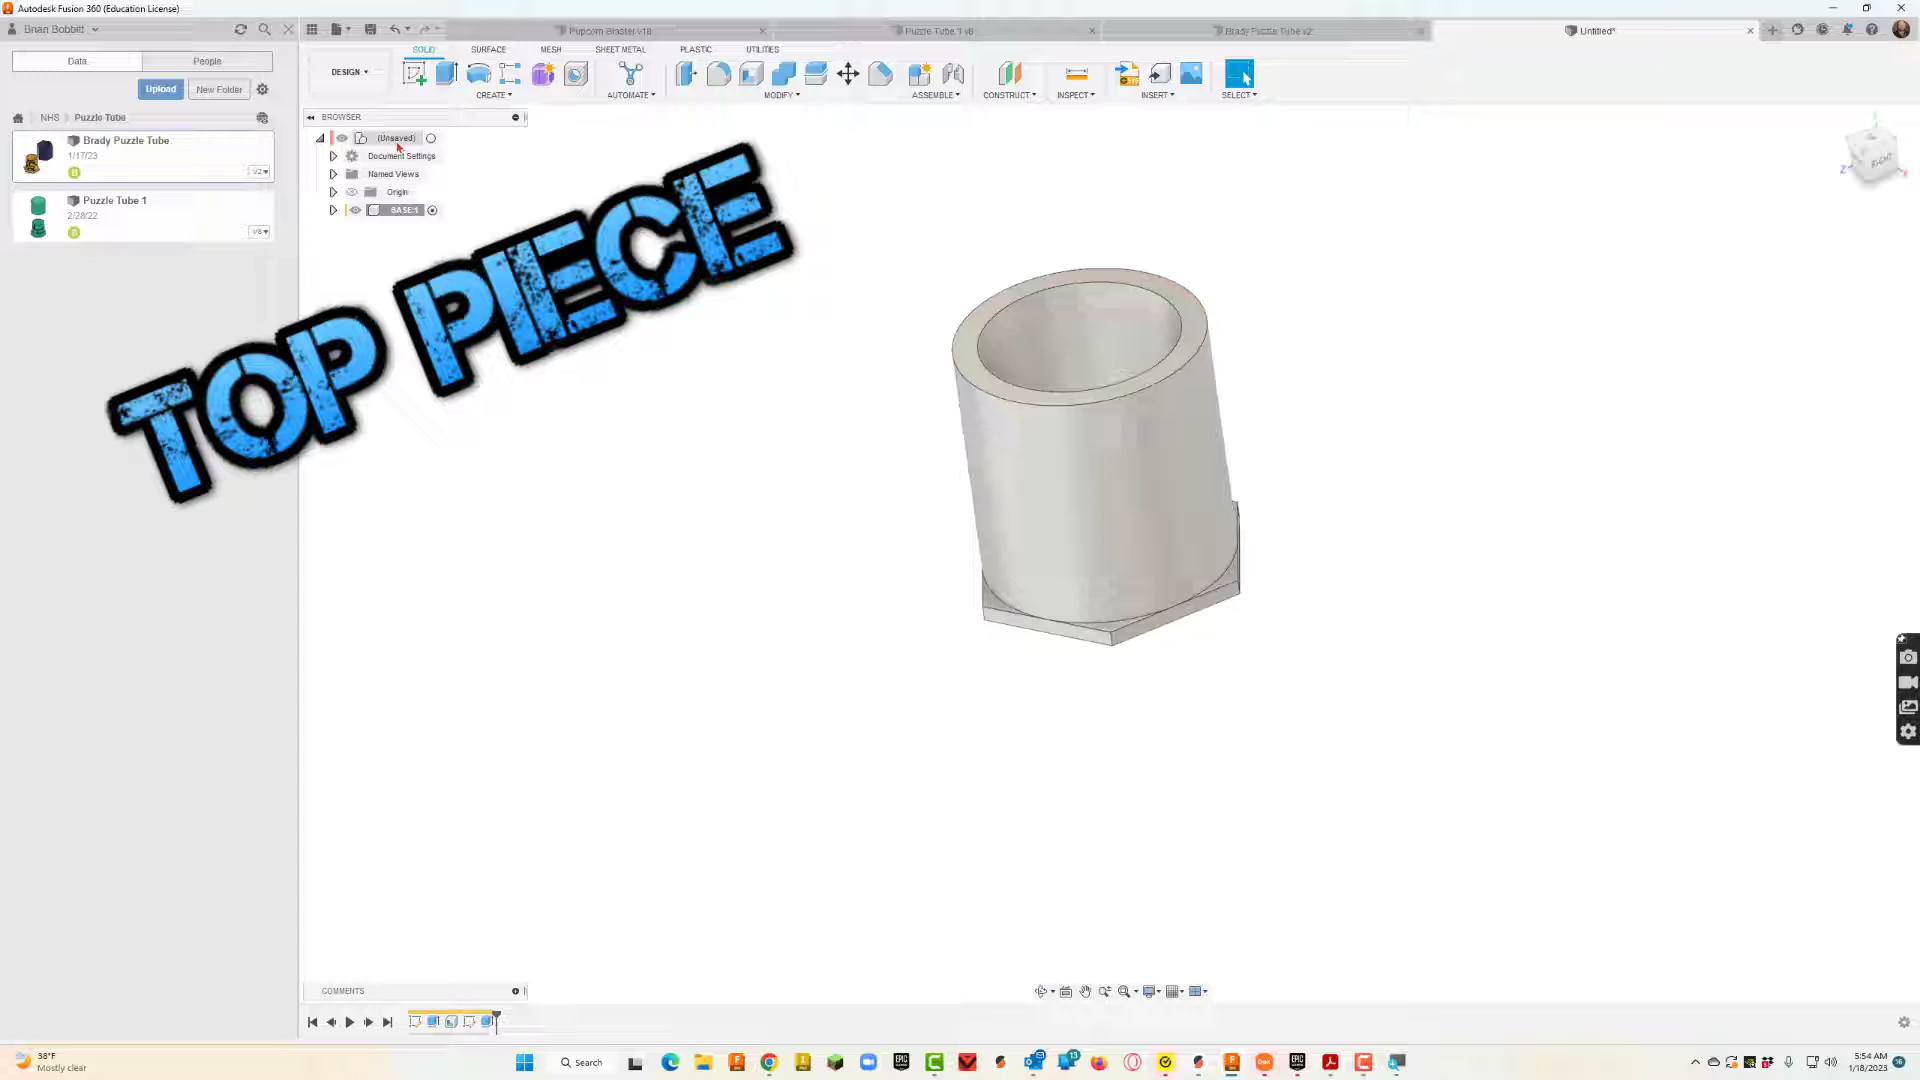 Autodesk Fusion 360 (Education License)
Brian Bobbitt
Popcorn Blaster v18
Puzzle Tube 1 v8
Brady Puzzle Tube v2
Untitled*
Data
People
Upload
New Folder
NHS
Puzzle Tube
Brady Puzzle Tube
1/17/23
V2
Puzzle Tube 1
2/28/22
V8
DESIGN
SOLID
SURFACE
MESH
SHEET METAL
PLASTIC
UTILITIES
CREATE
AUTOMATE
MODIFY
ASSEMBLE
CONSTRUCT
INSPECT
INSERT
SELECT
BROWSER
(Unsaved)
Document Settings
Named Views
Origin
BASE:1
TOP PIECE
RIGHT
Z
COMMENTS
38°F
Mostly clear
Search
13
5:54 AM
1/18/2023